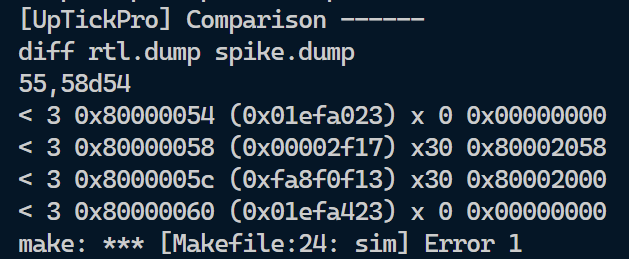 [UpTickPro] Comparison ------
diff rtl.dump spike.dump
55,58d54
< 3 0x80000054 (0x01efa023) x 0 0x00000000
< 3 0x80000058 (0x00002f17) x30 0x80002058
< 3 0x8000005c (0xfa8f0f13) x30 0x80002000
< 3 0x80000060 (0x01efa423) x 0 0x00000000
make: *** [Makefile:24: sim] Error 1